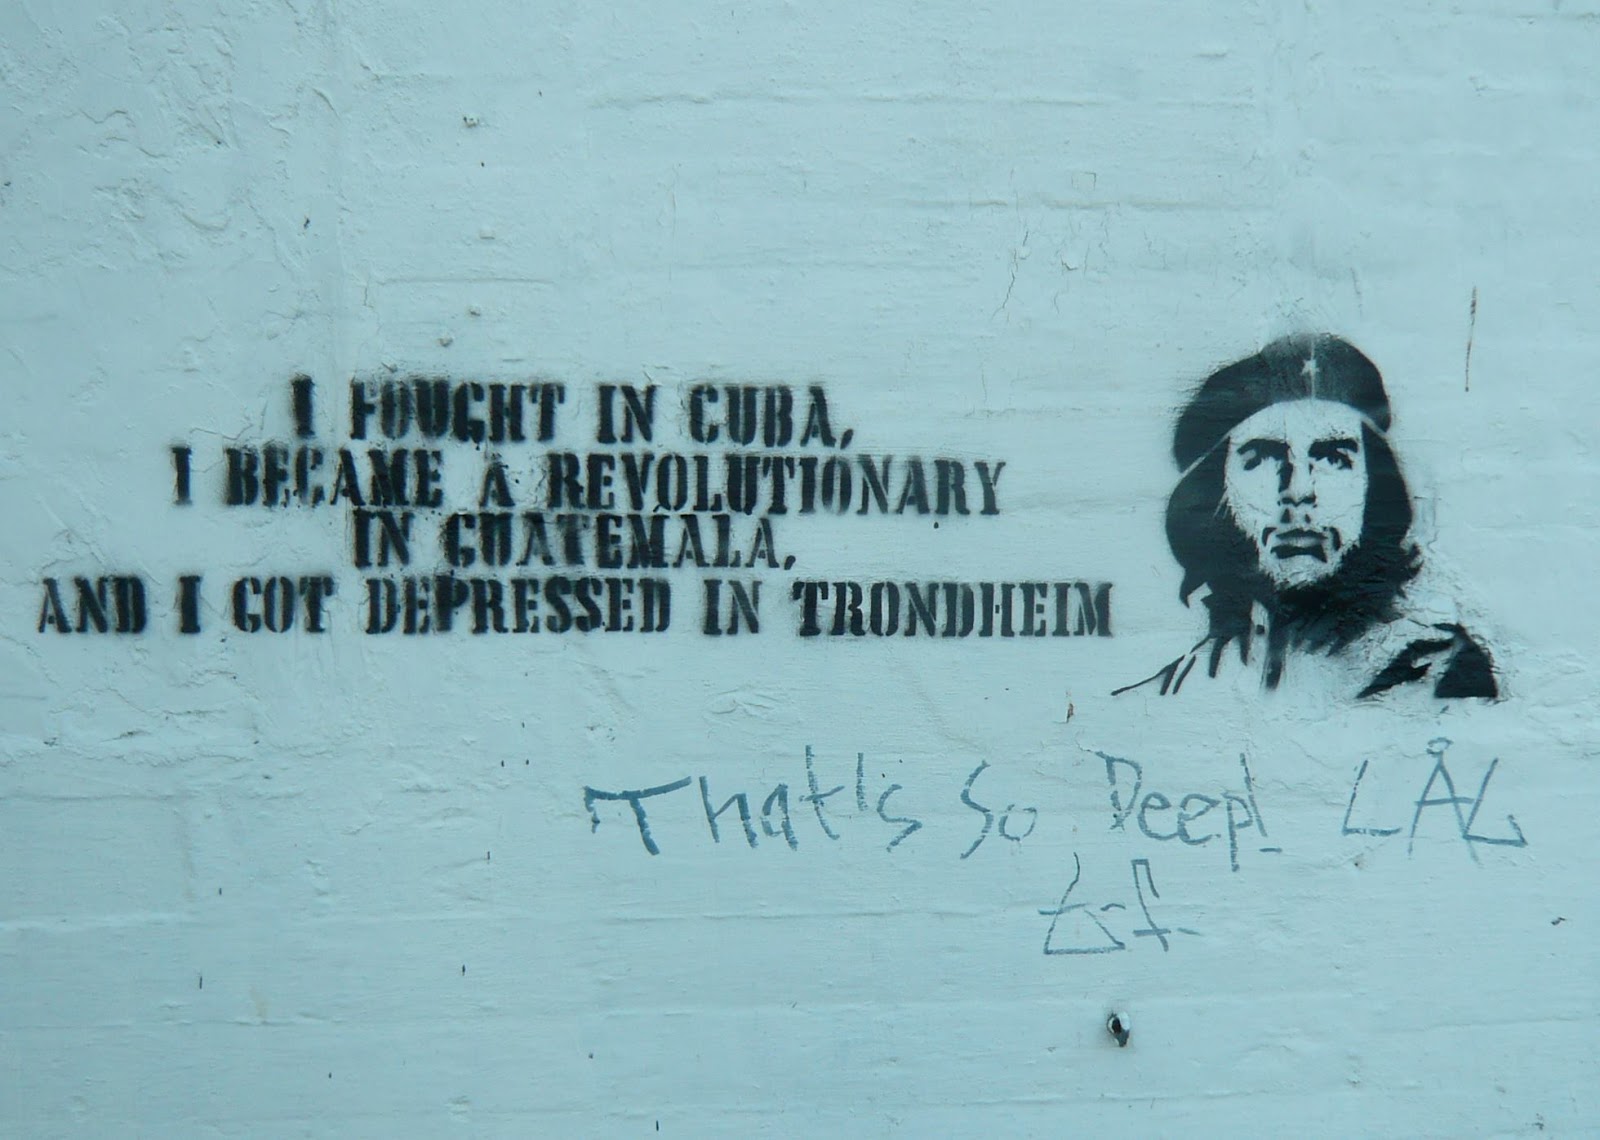 I FOUGHT IN CUBA,
I BECAME A REVOLUTIONARY
IN GUATEMALA,
AND I GOT DEPRESSED IN TRONDHEIM
That's So Deep! LÅL